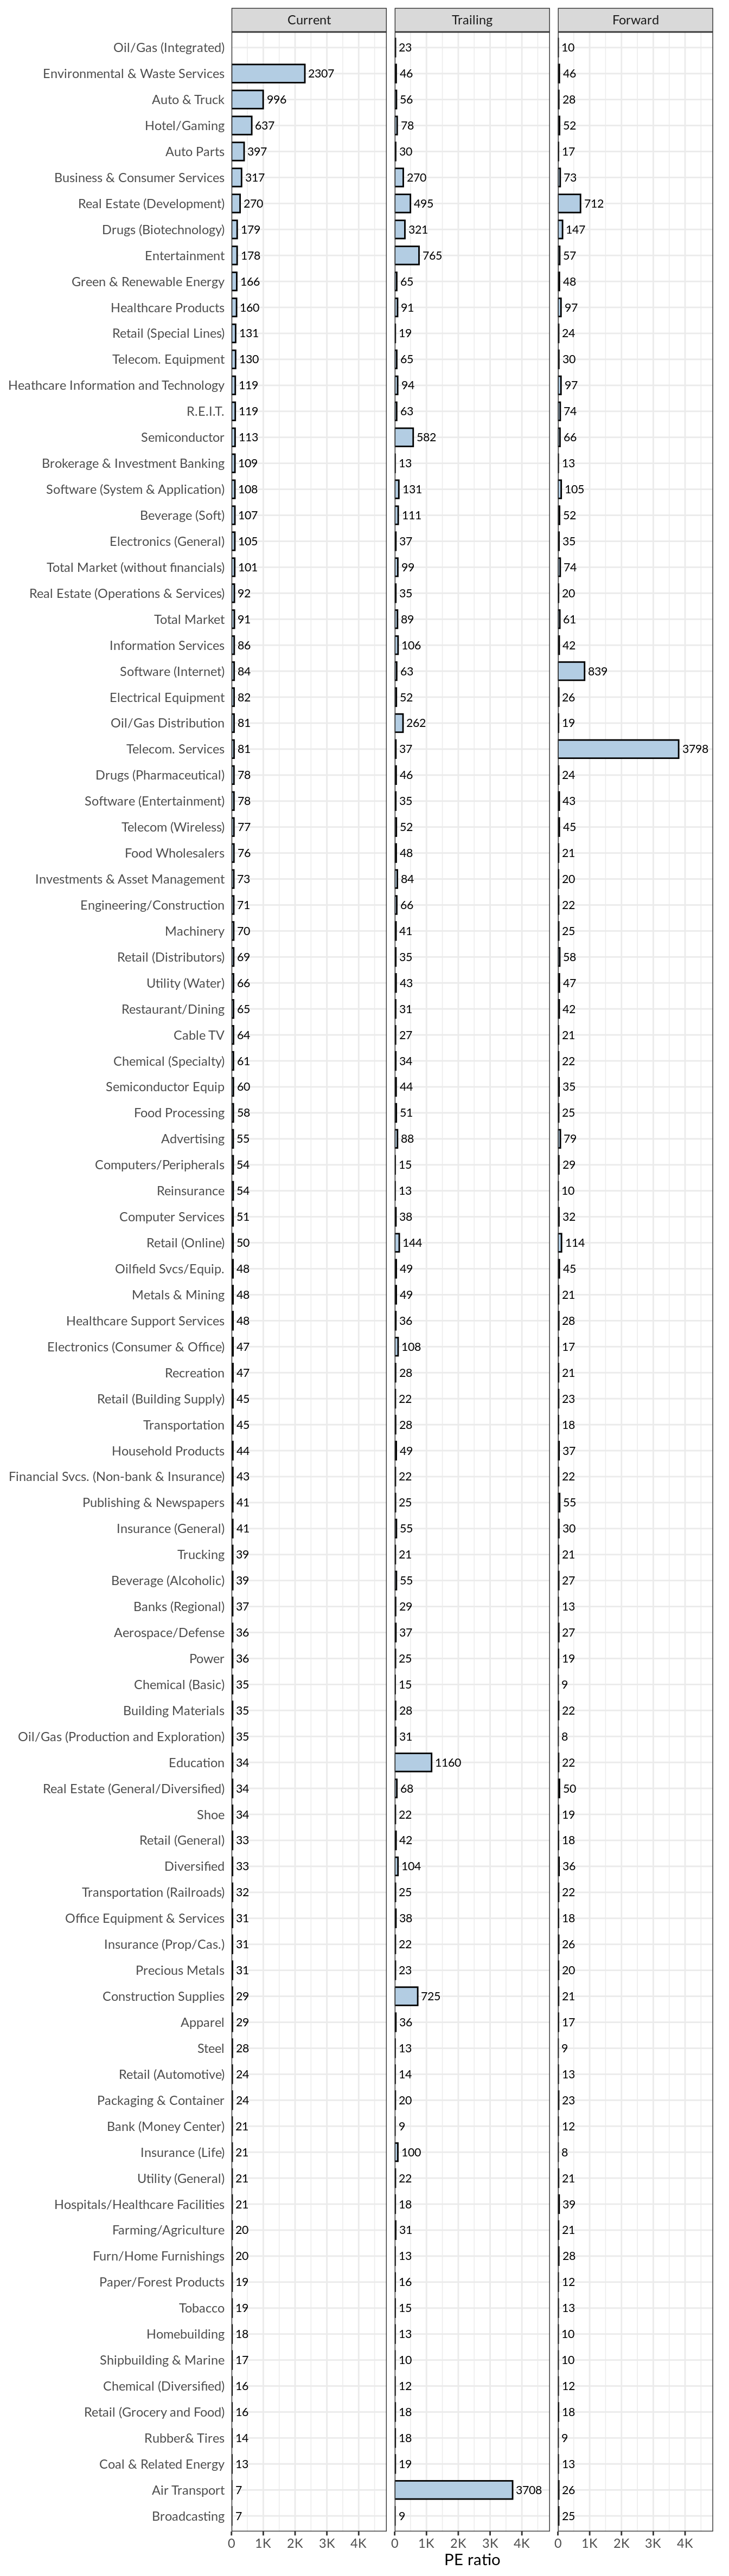 Current Trailing Forward
Oil/Gas (Integrated) 23 10
Environmental & Waste Services 2307 46 46
Auto & Truck 996 56 28
Hotel/Gaming 637 78 52
Auto Parts 397 30 17
Business & Consumer Services 317 270 73
Real Estate (Development) 270 495 712
Drugs (Biotechnology) 179 321 147
Entertainment 178 765 57
Green & Renewable Energy 166 65 48
Healthcare Products 160 91 97
Retail (Special Lines) 131 19 24
Telecom. Equipment 130 65 30
Heathcare Information and Technology 119 94 97
R.E.I.T. 119 63 74
Semiconductor 113 582 66
Brokerage & Investment Banking 109 13 13
Software (System & Application) 108 131 105
Beverage (Soft) 107 111 52
Electronics (General) 105 37 35
Total Market (without financials) 101 99 74
Real Estate (Operations & Services) 92 35 20
Total Market 91 89 61
Information Services 86 106 42
Software (Internet) 84 63 839
Electrical Equipment 82 52 26
Oil/Gas Distribution 81 262 19
Telecom. Services 81 37 3798
Drugs (Pharmaceutical) 78 46 24
Software (Entertainment) 78 35 43
Telecom (Wireless) 77 52 45
Food Wholesalers 76 48 21
Investments & Asset Management 73 84 20
Engineering/Construction 71 66 22
Machinery 70 41 25
Retail (Distributors) 69 35 58
Utility (Water) 66 43 47
Restaurant/Dining 65 31 42
Cable TV 64 27 21
Chemical (Specialty) 61 34 22
Semiconductor Equip 60 44 35
Food Processing 58 51 25
Advertising 55 88 79
Computers/Peripherals 54 15 29
Reinsurance 54 13 10
Computer Services 51 38 32
Retail (Online) 50 144 114
Oilfield Svcs/Equip. 48 49 45
Metals & Mining 48 49 21
Healthcare Support Services 48 36 28
Electronics (Consumer & Office) 47 108 17
Recreation 47 28 21
Retail (Building Supply) 45 22 23
Transportation 45 28 18
Household Products 44 49 37
Financial Svcs. (Non-bank & Insurance) 43 22 22
Publishing & Newspapers 41 25 55
Insurance (General) 41 55 30
Trucking 39 21 21
Beverage (Alcoholic) 39 55 27
Banks (Regional) 37 29 13
Aerospace/Defense 36 37 27
Power 36 25 19
Chemical (Basic) 35 15 9
Building Materials 35 28 22
Oil/Gas (Production and Exploration) 35 31 8
Education 34 1160 22
Real Estate (General/Diversified) 34 68 50
Shoe 34 22 19
Retail (General) 33 42 18
Diversified 33 104 36
Transportation (Railroads) 32 25 22
Office Equipment & Services 31 38 18
Insurance (Prop/Cas.) 31 22 26
Precious Metals 31 23 20
Construction Supplies 29 725 21
Apparel 29 36 17
Steel 28 13 9
Retail (Automotive) 24 14 13
Packaging & Container 24 20 23
Bank (Money Center) 21 9 12
Insurance (Life) 21 100 8
Utility (General) 21 22 21
Hospitals/Healthcare Facilities 21 18 39
Farming/Agriculture 20 31 21
Furn/Home Furnishings 20 13 28
Paper/Forest Products 19 16 12
Tobacco 19 15 13
Homebuilding 18 13 10
Shipbuilding & Marine 17 10 10
Chemical (Diversified) 16 12 12
Retail (Grocery and Food) 16 18 18
Rubber& Tires 14 18 9
Coal & Related Energy 13 19 13
Air Transport 7 3708 26
Broadcasting 7 9 25
0 1K 2K 3K 4K 0 1K 2K 3K 4K 0 1K 2K 3K 4K
PE ratio